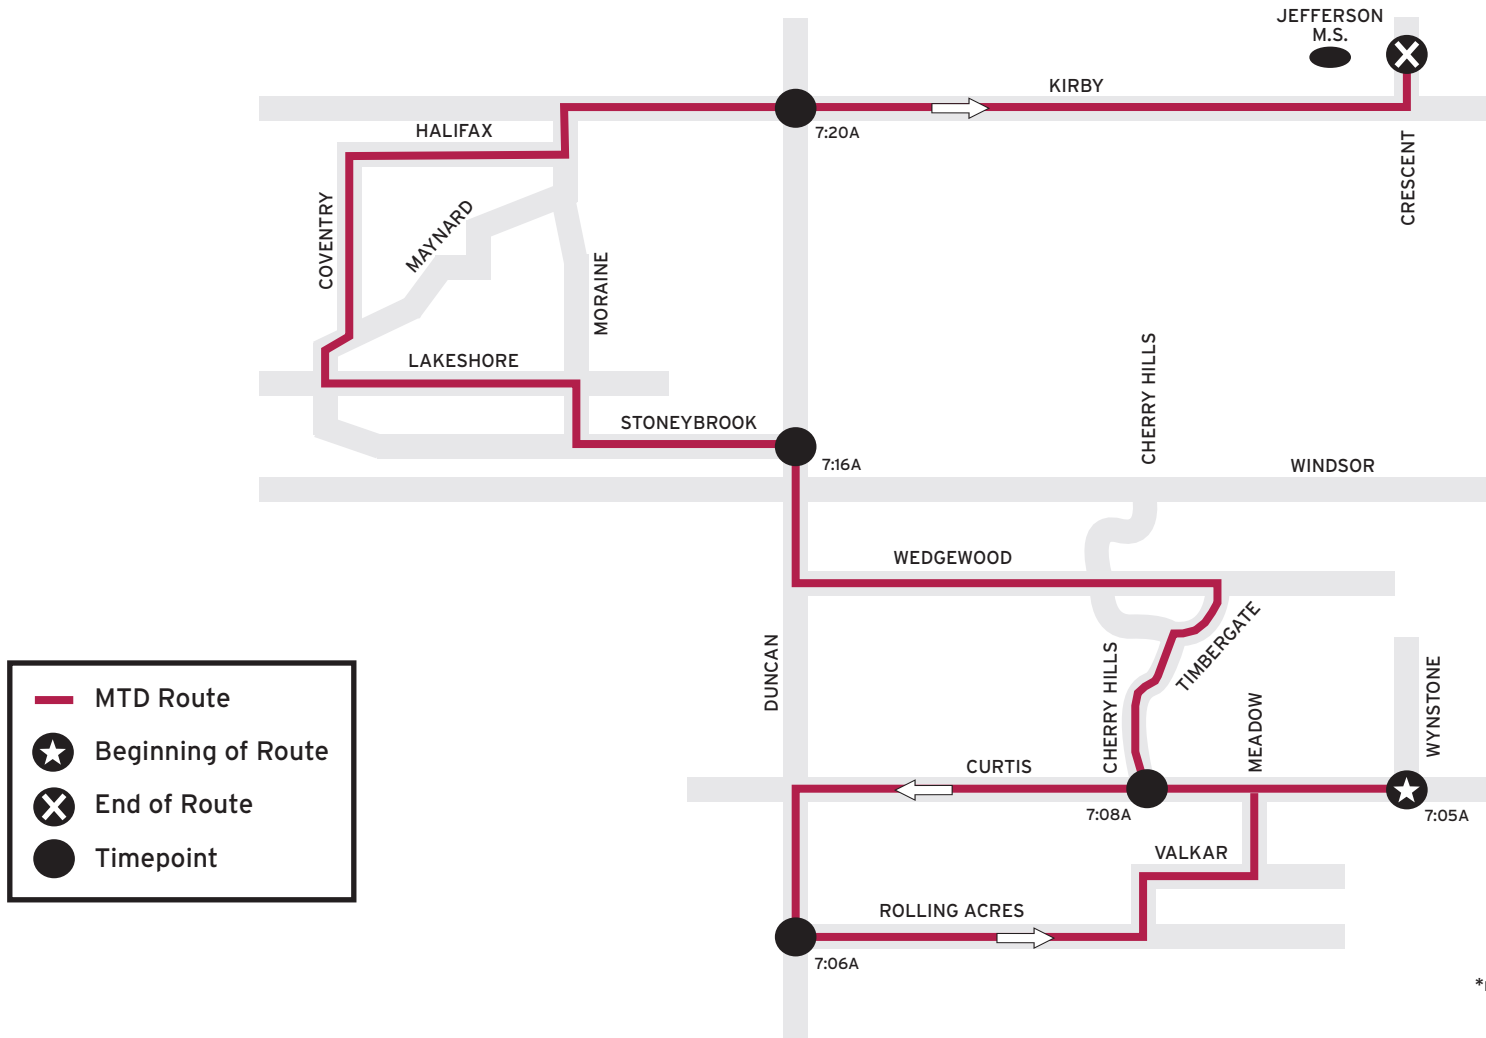 JEFFERSON
M.S.
KIRBY
7:20A
HALIFAX
CRESCENT
COVENTRY
MAYNARD
MORAINE
LAKESHORE
CHERRY HILLS
STONEYBROOK
7:16A
WINDSOR
WEDGEWOOD
DUNCAN
TIMBERGATE
CHERRY HILLS
MEADOW
WYNSTONE
CURTIS
7:08A
7:05A
VALKAR
ROLLING ACRES
7:06A
MTD Route
Beginning of Route
End of Route
Timepoint